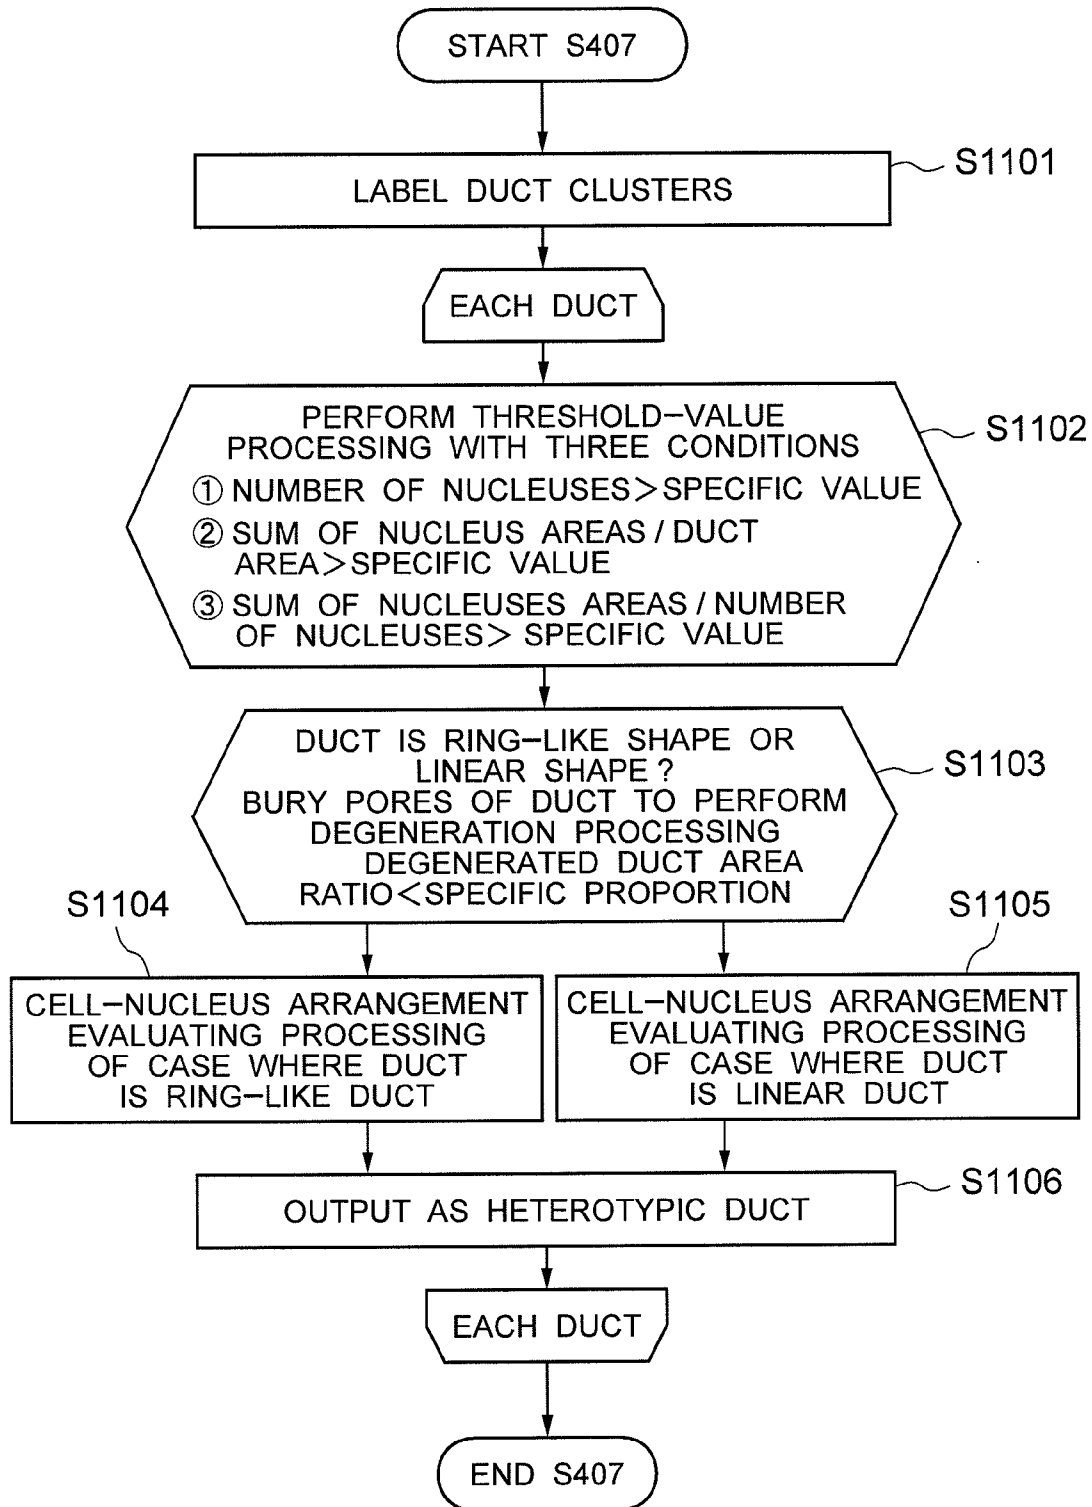 START S407
S1101
LABEL DUCT CLUSTERS
EACH DUCT
S1102
PERFORM THRESHOLD-VALUE
PROCESSING WITH THREE CONDITIONS
① NUMBER OF NUCLEUSES>SPECIFIC VALUE
② SUM OF NUCLEUS AREAS / DUCT
AREA>SPECIFIC VALUE
③ SUM OF NUCLEUSES AREAS / NUMBER
OF NUCLEUSES> SPECIFIC VALUE
S1103
DUCT IS RING-LIKE SHAPE OR
LINEAR SHAPE ?
BURY PORES OF DUCT TO PERFORM
DEGENERATION PROCESSING
DEGENERATED DUCT AREA
RATIO<SPECIFIC PROPORTION
S1104
CELL-NUCLEUS ARRANGEMENT
EVALUATING PROCESSING
OF CASE WHERE DUCT
IS RING-LIKE DUCT
S1105
CELL-NUCLEUS ARRANGEMENT
EVALUATING PROCESSING
OF CASE WHERE DUCT
IS LINEAR DUCT
S1106
OUTPUT AS HETEROTYPIC DUCT
EACH DUCT
END S407